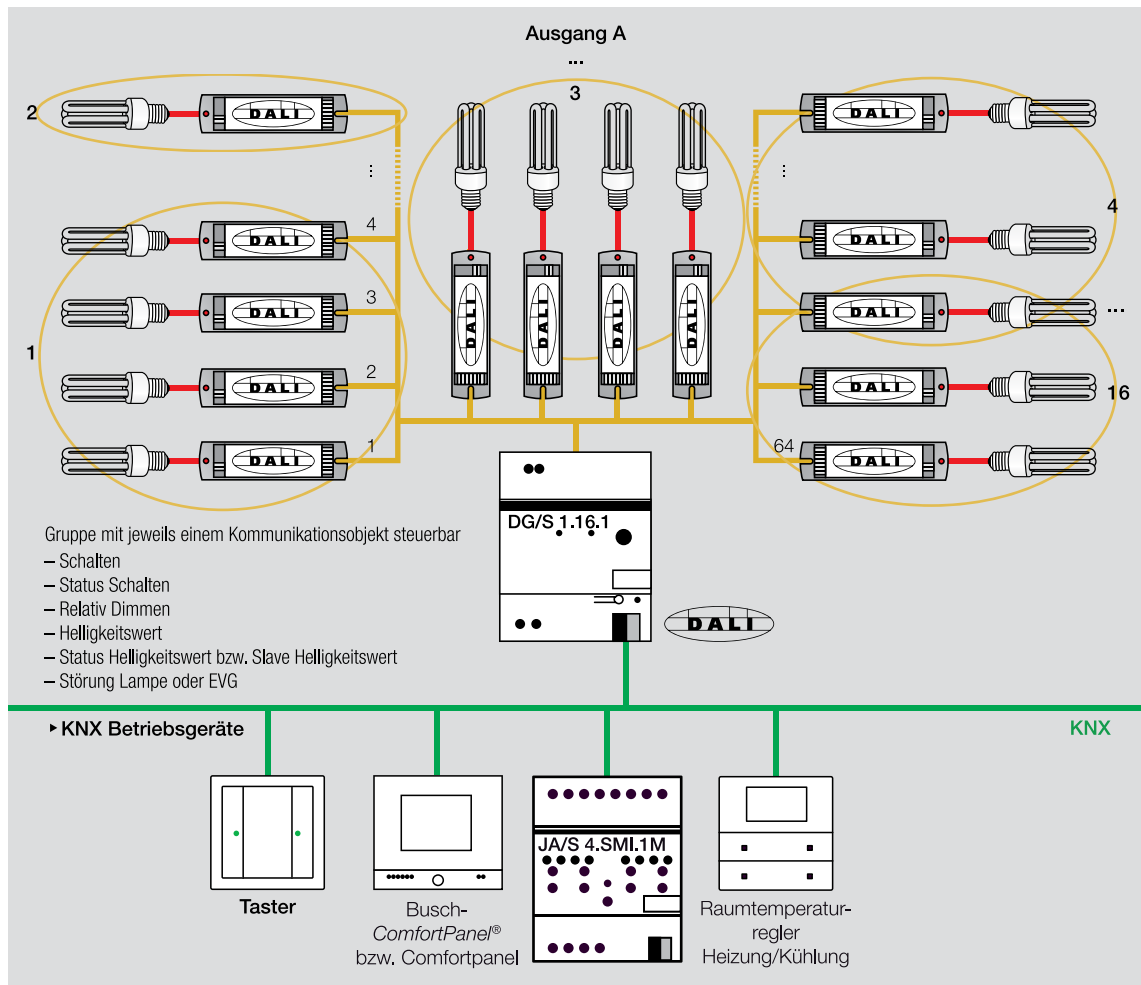 Ausgang A
...
3
2
DALI
DALI
...
...
4
DALI
4
DALI
3
DALI
DALI
...
1
2
DALI
DALI
16
1
DALI
64
DALI
DALI
DALI
DALI
DALI
DG/S 1.16.1
DALI
Gruppe mit jeweils einem Kommunikationsobjekt steuerbar
– Schalten
– Status Schalten
– Relativ Dimmen
– Helligkeitswert
– Status Helligkeitswert bzw. Slave Helligkeitswert
– Störung Lampe oder EVG
▸ KNX Betriebsgeräte
KNX
JA/S 4.SMI.1M
Taster
Busch-
ComfortPanel®
bzw. Comfortpanel
Raumtemperatur-
regler
Heizung/Kühlung